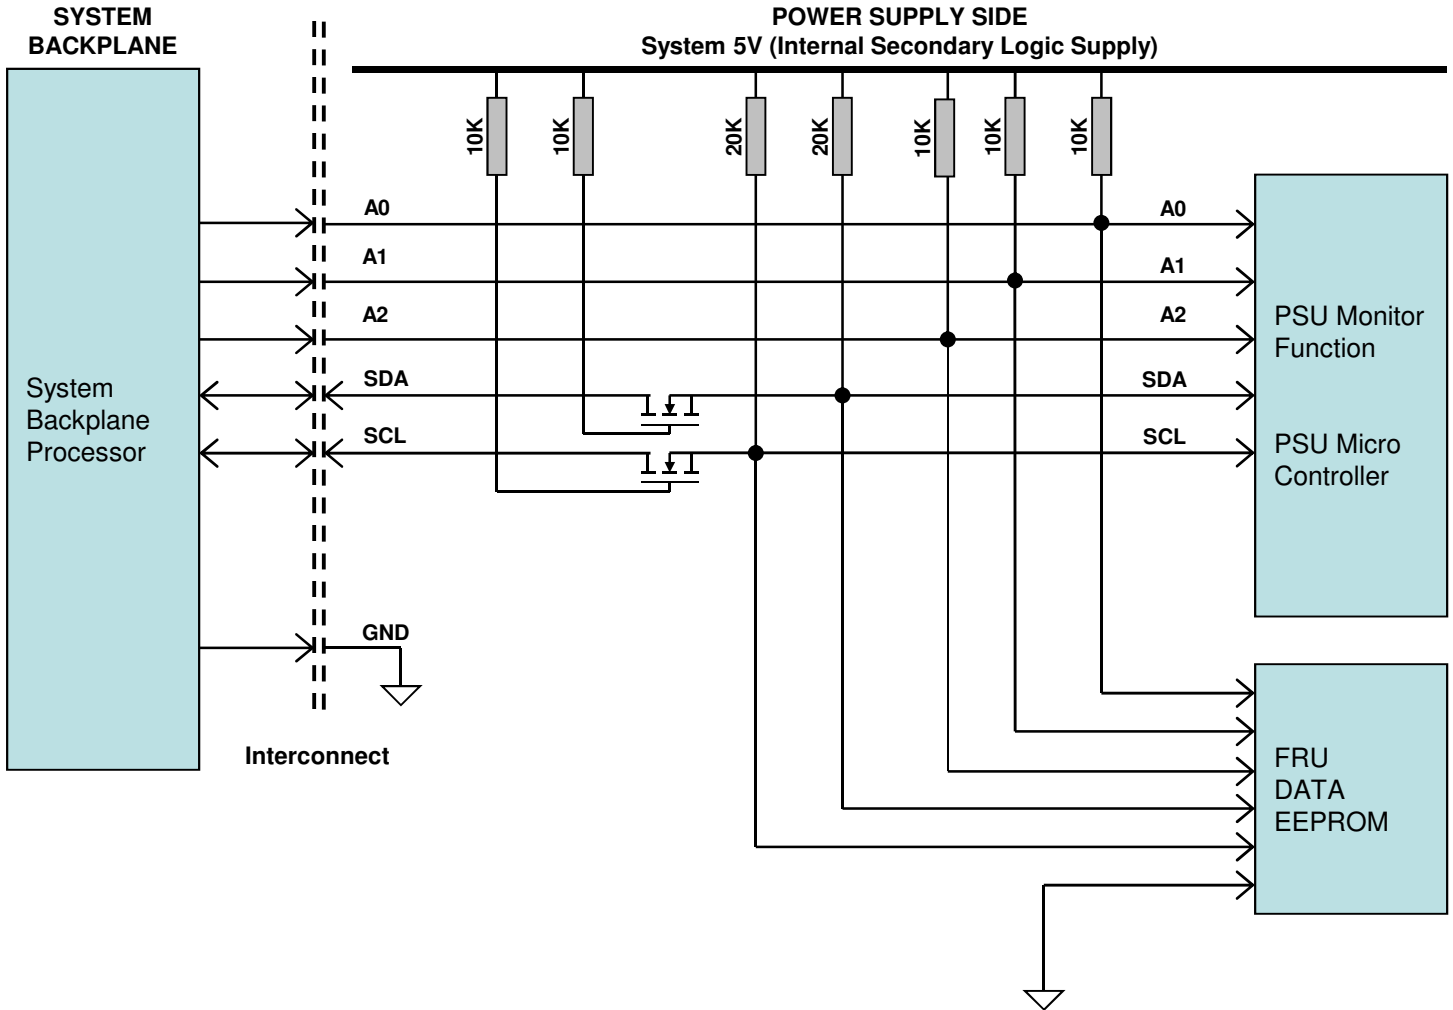 SYSTEM
BACKPLANE
POWER SUPPLY SIDE
System 5V (Internal Secondary Logic Supply)
10K
10K
20K
20K
10K
10K
10K
A0
A0
A1
A1
A2
A2
SDA
SDA
SCL
SCL
GND
System
Backplane
Processor
PSU Monitor
Function
PSU Micro
Controller
Interconnect
FRU
DATA
EEPROM